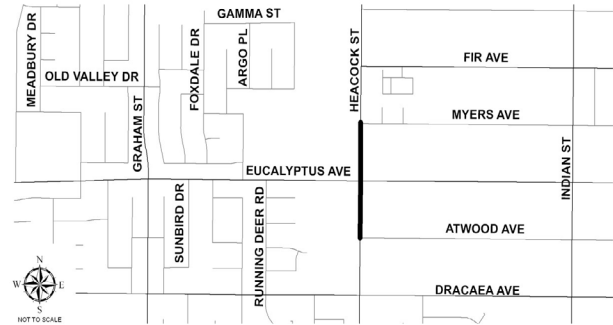 GAMMA ST
MEADBURY DR
FOXDALE DR
ARGO PL
HEACOCK ST
FIR AVE
OLD VALLEY DR
MYERS AVE
GRAHAM ST
EUCALYPTUS AVE
INDIAN ST
SUNBIRD DR
RUNNING DEER RD
ATWOOD AVE
N
W E
S
DRACAEA AVE
NOT TO SCALE